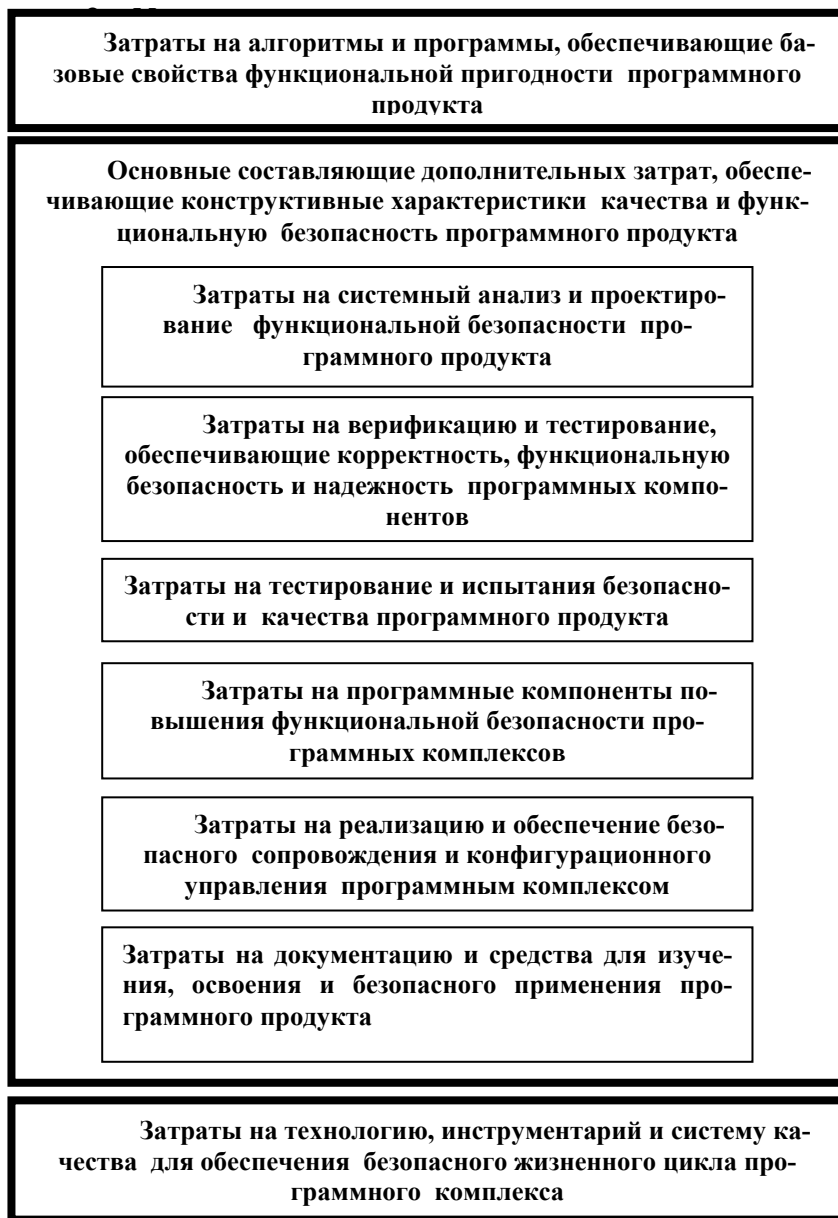 Затраты на алгоритмы и программы, обеспечивающие ба-
зовые свойства функциональной пригодности программного
продукта
Основные составляющие дополнительных затрат, обеспе-
чивающие конструктивные характеристики качества и функ-
циональную безопасность программного продукта
Затраты на системный анализ и проектиро-
вание функциональной безопасности про-
граммного продукта
Затраты на верификацию и тестирование,
обеспечивающие корректность, функциональную
безопасность и надежность программных компо-
нентов
Затраты на тестирование и испытания безопасно-
сти и качества программного продукта
Затраты на программные компоненты по-
вышения функциональной безопасности про-
граммных комплексов
Затраты на реализацию и обеспечение безо-
пасного сопровождения и конфигурационного
управления программным комплексом
Затраты на документацию и средства для изуче-
ния, освоения и безопасного применения про-
граммного продукта
Затраты на технологию, инструментарий и систему ка-
чества для обеспечения безопасного жизненного цикла про-
граммного комплекса